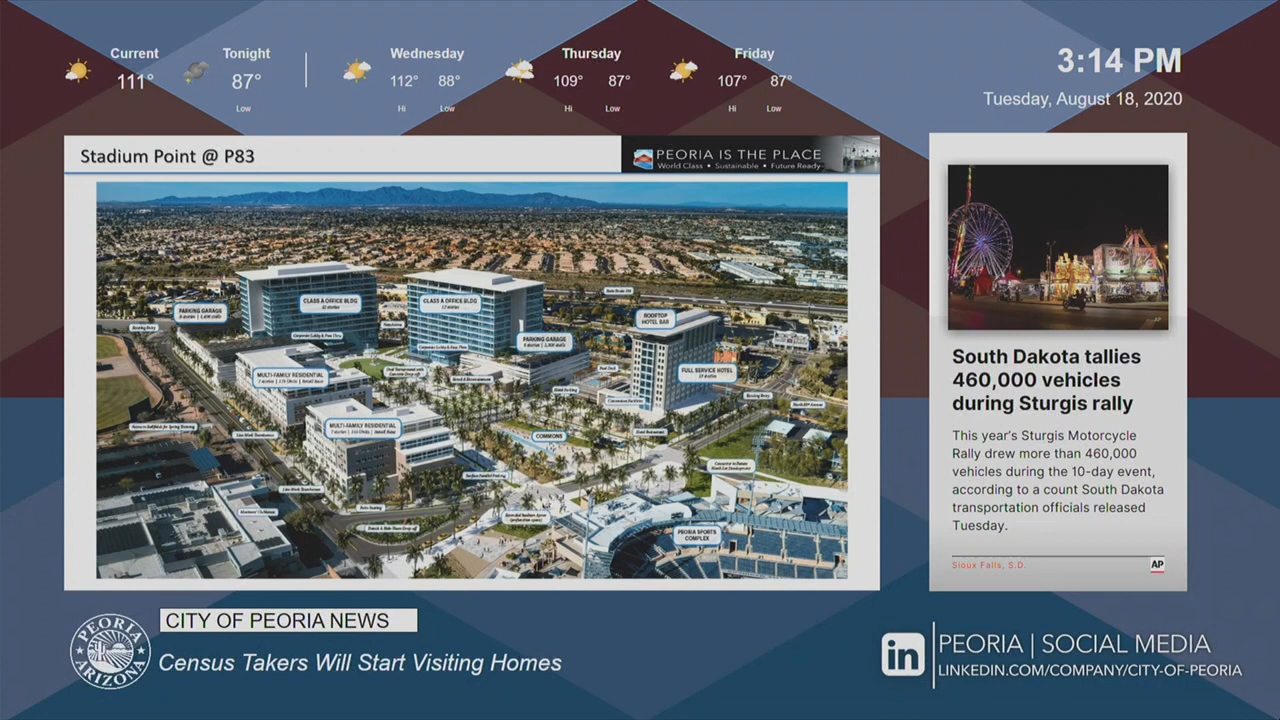 Current
Tonight
Wednesday
Thursday
Friday
111°
87°
112° 88°
109° 87°
107° 87°
Low
Hi Low
Hi Low
Hi Low
3:14 PM
Tuesday, August 18, 2020
Stadium Point @ P83
PEORIA IS THE PLACE
World Class • Sustainable • Future Ready
CLASS A OFFICE BLDG
CLASS A OFFICE BLDG
PARKING GARAGE
ROOFTOP
HOTEL BAR
PARKING GARAGE
FULL SERVICE HOTEL
MULTI-FAMILY RESIDENTIAL
MULTI-FAMILY RESIDENTIAL
COMMONS
PEORIA SPORTS
COMPLEX
South Dakota tallies
460,000 vehicles
during Sturgis rally
This year's Sturgis Motorcycle
Rally drew more than 460,000
vehicles during the 10-day event,
according to a count South Dakota
transportation officials released
Tuesday.
Sioux Falls, S.D.
AP
PEORIA
ARIZONA
CITY OF PEORIA NEWS
Census Takers Will Start Visiting Homes
in
PEORIA | SOCIAL MEDIA
LINKEDIN.COM/COMPANY/CITY-OF-PEORIA